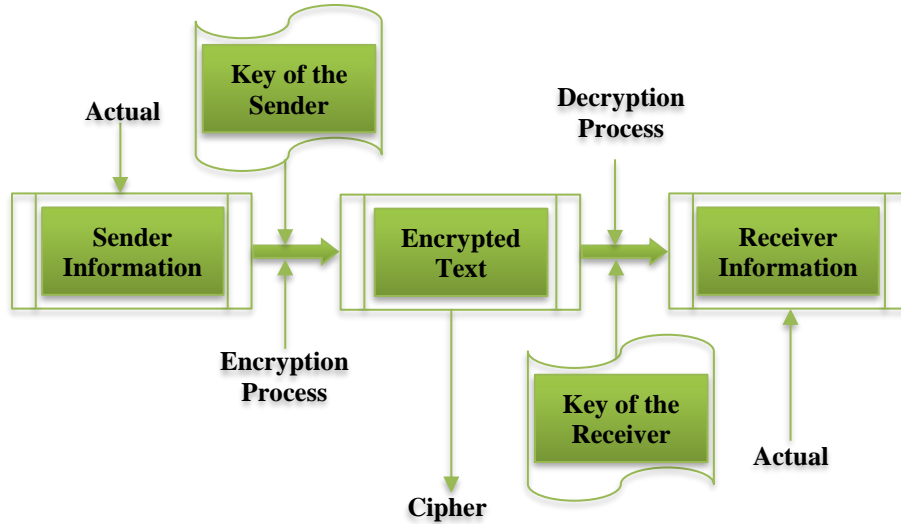 Key of the
Sender
Actual
Decryption
Process
Sender
Information
Encrypted
Text
Receiver
Information
Encryption
Process
Key of the
Receiver
Actual
Cipher